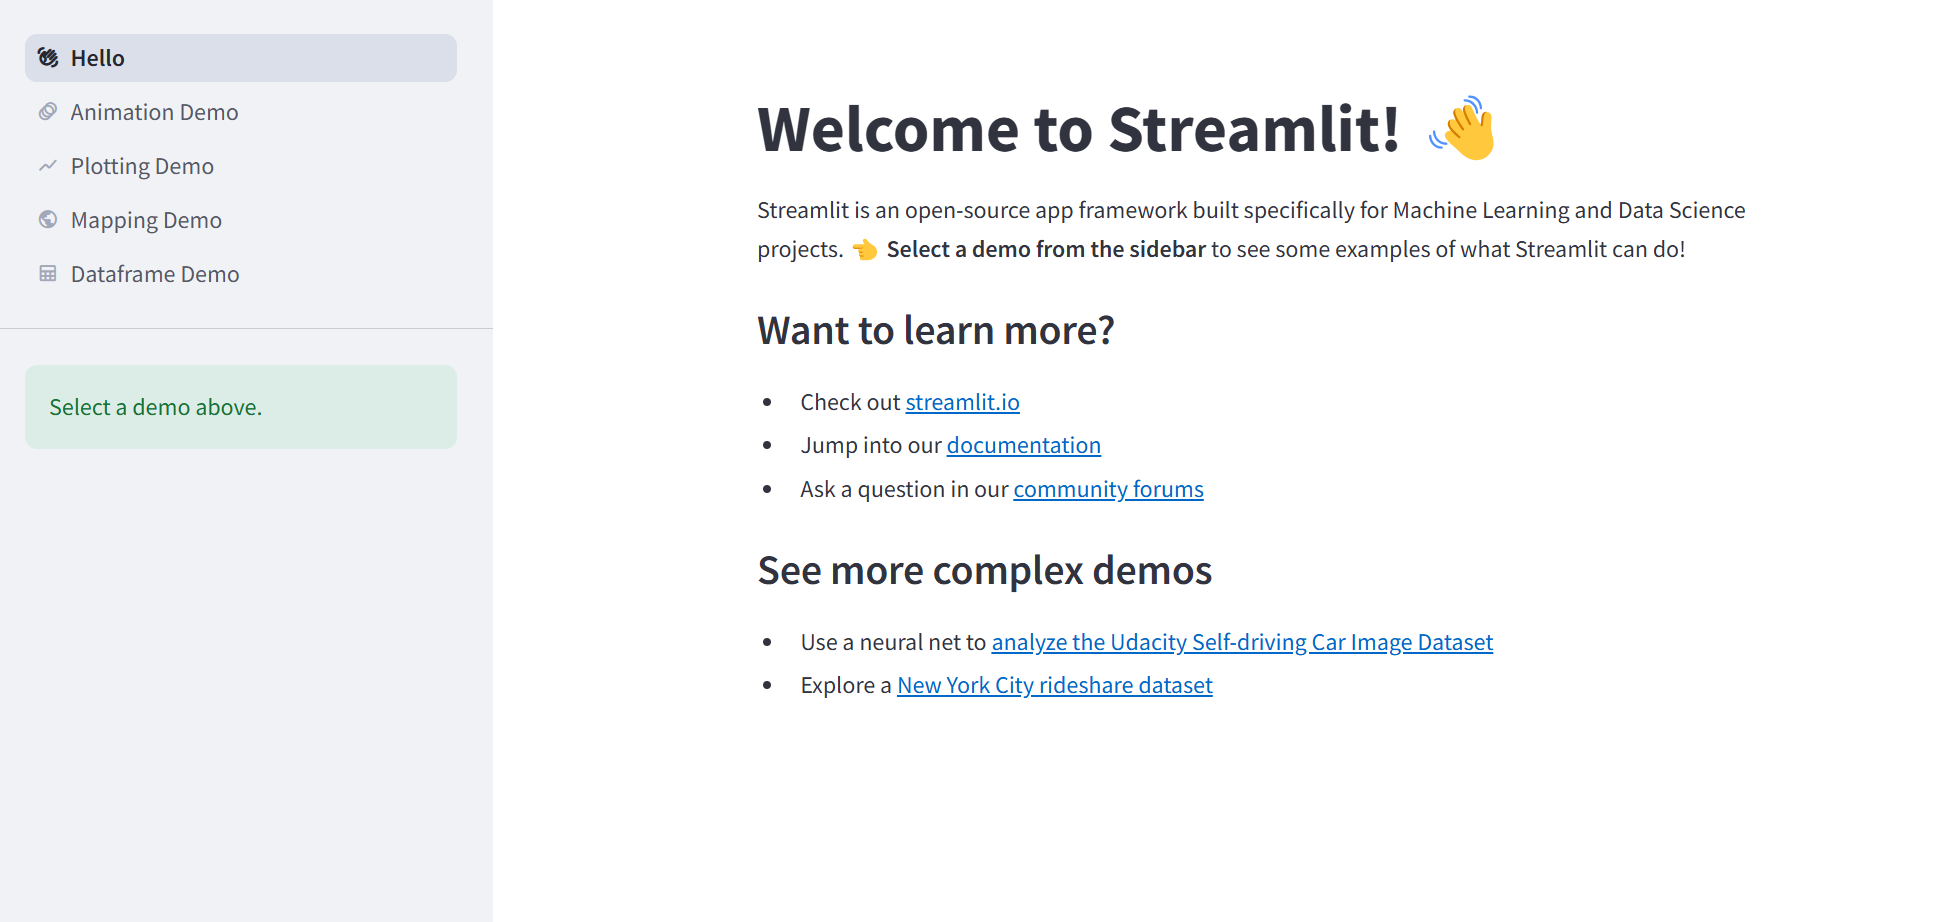 Hello
Animation Demo
Plotting Demo
Mapping Demo
Dataframe Demo
Select a demo above.
Welcome to Streamlit! 👋
Streamlit is an open-source app framework built specifically for Machine Learning and Data Science
projects. 👈 Select a demo from the sidebar to see some examples of what Streamlit can do!
Want to learn more?
• Check out streamlit.io
• Jump into our documentation
• Ask a question in our community forums
See more complex demos
• Use a neural net to analyze the Udacity Self-driving Car Image Dataset
• Explore a New York City rideshare dataset